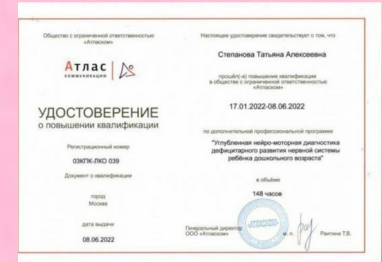 Общество с ограниченной ответственностью
«Атласком»
Атлас
КОММУНИКАЦИИ
УДОСТОВЕРЕНИЕ
о повышении квалификации
Регистрационный номер
03КПК-ЛКО 039
Документ о квалификации
город
Москва
дата выдачи
08.06.2022
Настоящее удостоверение свидетельствует о том, что
Степанова Татьяна Алексеевна
прошёл(-а) повышение квалификации
в обществе с ограниченной ответственностью
«Атласком»
17.01.2022-08.06.2022
по дополнительной профессиональной программе
"Углубленная нейро-моторная диагностика
дефицитарного развития нервной системы
ребёнка дошкольного возраста"
в объёме
148 часов
Генеральный директор
ООО «Атласком»
м. п.
Т.В.